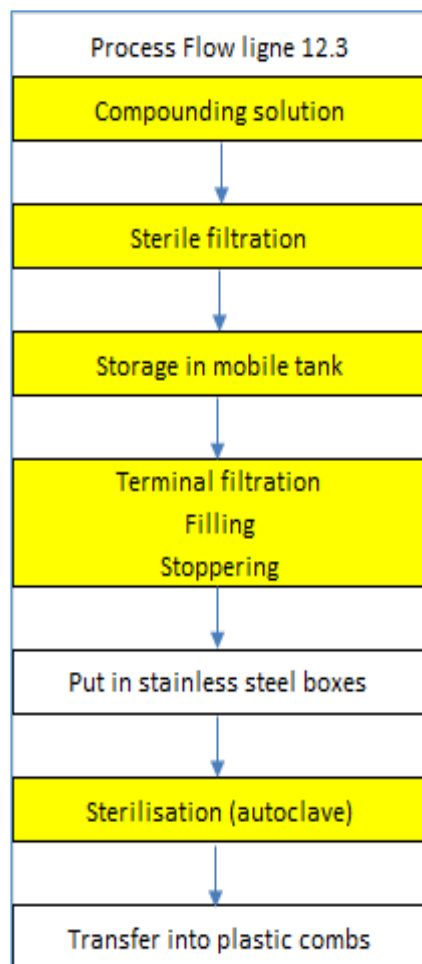 Process Flow ligne 12.3
Compounding solution
Sterile filtration
Storage in mobile tank
Terminal filtration
Filling
Stoppering
Put in stainless steel boxes
Sterilisation (autoclave)
Transfer into plastic combs